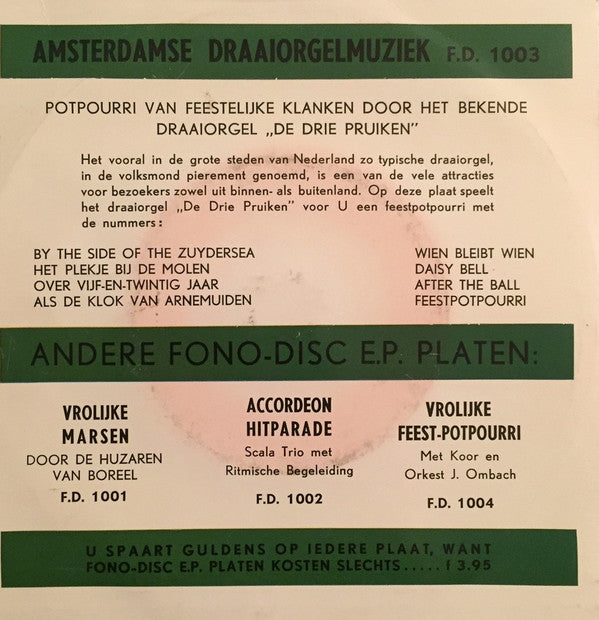 AMSTERDAMSE DRAAIORGELMUZIEK F.D. 1003
POTPOURRI VAN FEESTELIJKE KLANKEN DOOR HET BEKENDE
DRAAIORGEL „DE DRIE PRUIKEN”
Het vooral in de grote steden van Nederland zo typische draaiorgel,
in de volksmond pierement genoemd, is een van de vele attracties
voor bezoekers zowel uit binnen- als buitenland. Op deze plaat speelt
het draaiorgel „De Drie Pruiken” voor U een feestpotpourri met
de nummers:
BY THE SIDE OF THE ZUYDERSEA
HET PLEKJE BIJ DE MOLEN
OVER VIJF-EN-TWINTIG JAAR
ALS DE KLOK VAN ARNEMUIDEN
WIEN BLEIBT WIEN
DAISY BELL
AFTER THE BALL
FEESTPOTPOURRI
ANDERE FONO-DISC E.P. PLATEN:
VROLIJKE
MARSEN
DOOR DE HUZAREN
VAN BOREEL
F.D. 1001
ACCORDEON
HITPARADE
Scala Trio met
Ritmische Begeleiding
F.D. 1002
VROLIJKE
FEEST-POTPOURRI
Met Koor en
Orkest J. Ombach
F.D. 1004
U SPAART GULDENS OP IEDERE PLAAT, WANT
FONO-DISC E.P. PLATEN KOSTEN SLECHTS.....f 3.95